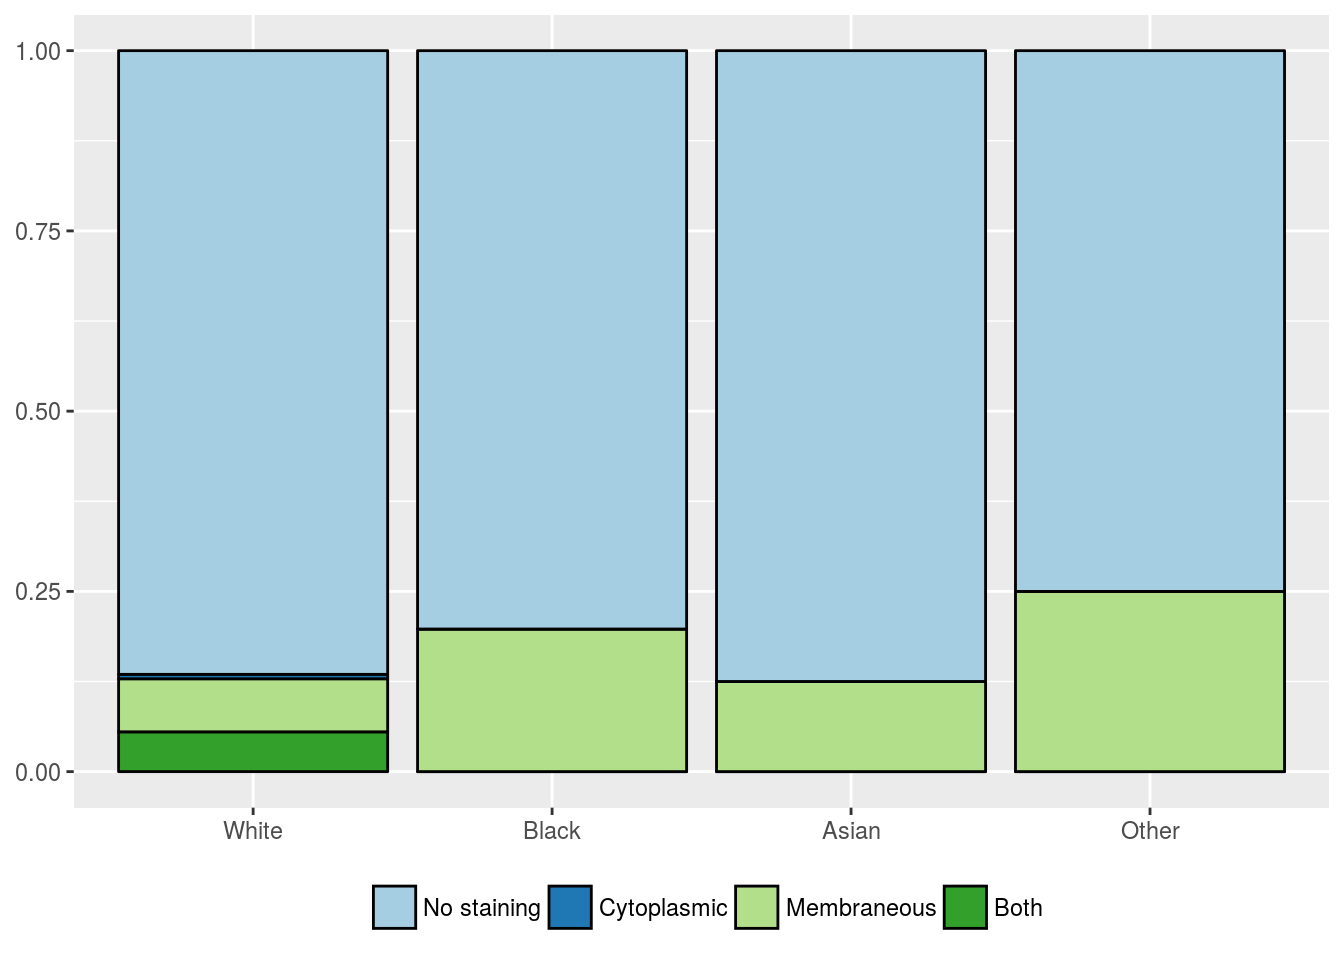 1.00
0.75
0.50
0.25
0.00
White Black Asian Other
No staining Cytoplasmic Membraneous Both